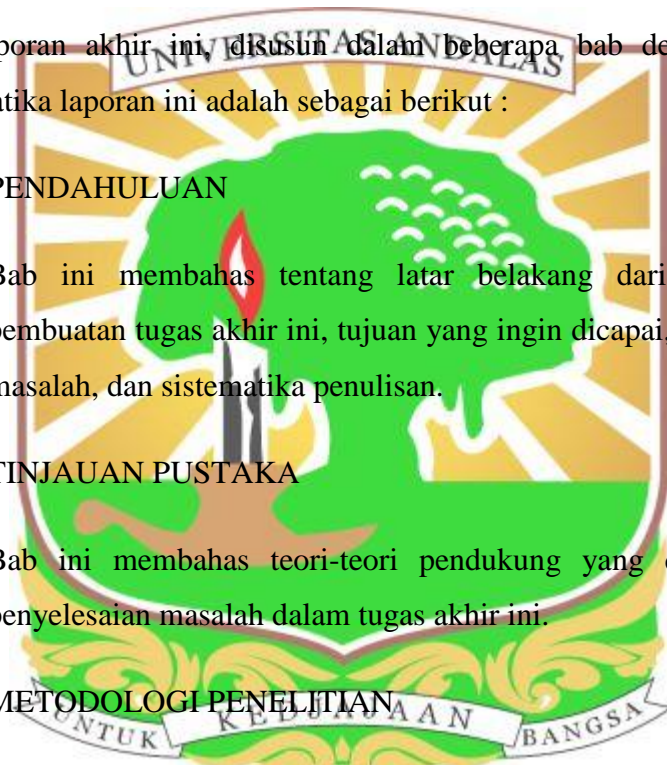 UNIVERSITAS ANDALAS
poran akhir ini, disusun dalam beberapa bab de
atika laporan ini adalah sebagai berikut :
PENDAHULUAN
Bab ini membahas tentang latar belakang dari
pembuatan tugas akhir ini, tujuan yang ingin dicapai,
masalah, dan sistematika penulisan.
TINJAUAN PUSTAKA
Bab ini membahas teori-teori pendukung yang
penyelesaian masalah dalam tugas akhir ini.
METODOLOGI PENELITIAN
UNTUK KEDJAJAAN BANGSA